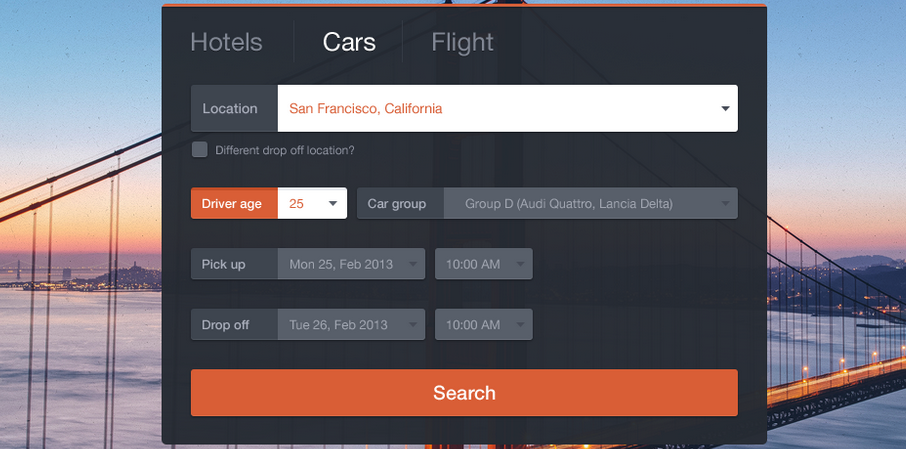 Hotels Cars Flight
Location San Francisco, California
Different drop off location?
Driver age 25 Car group Group D (Audi Quattro, Lancia Delta)
Pick up Mon 25, Feb 2013 10:00 AM
Drop off Tue 26, Feb 2013 10:00 AM
Search